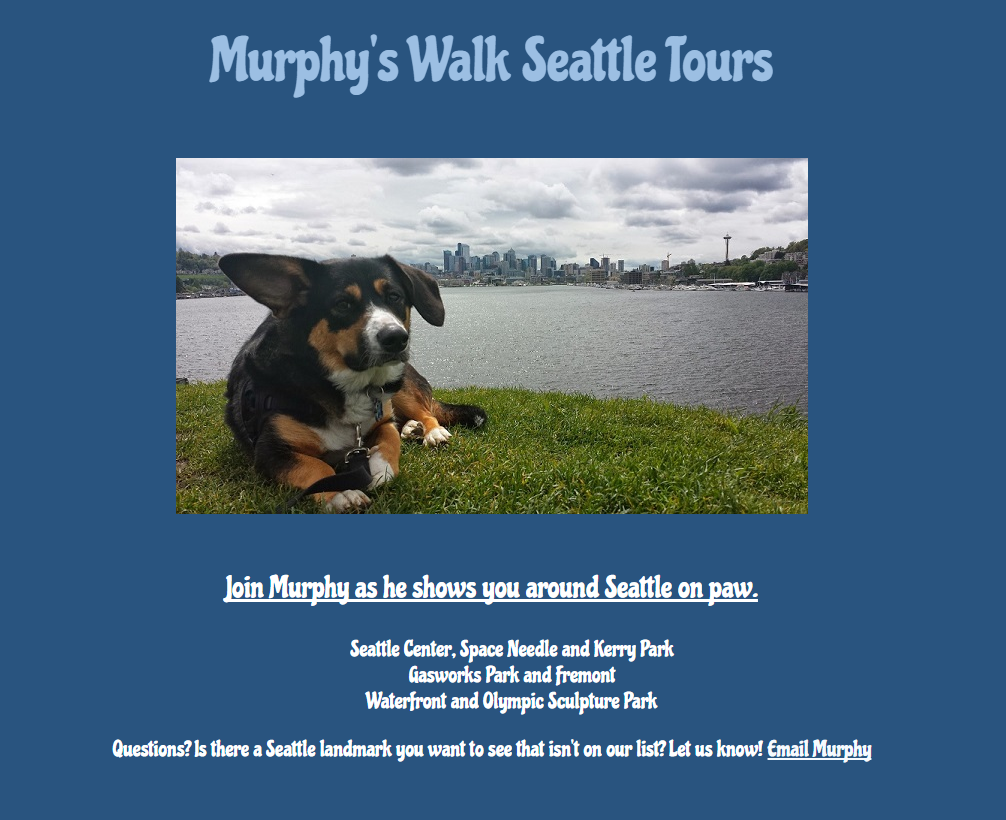 Murphy's Walk Seattle Tours
Join Murphy as he shows you around Seattle on paw.
Seattle Center, Space Needle and Kerry Park
Gasworks Park and Fremont
Waterfront and Olympic Sculpture Park
Questions? Is there a Seattle landmark you want to see that isn't on our list? Let us know! Email Murphy